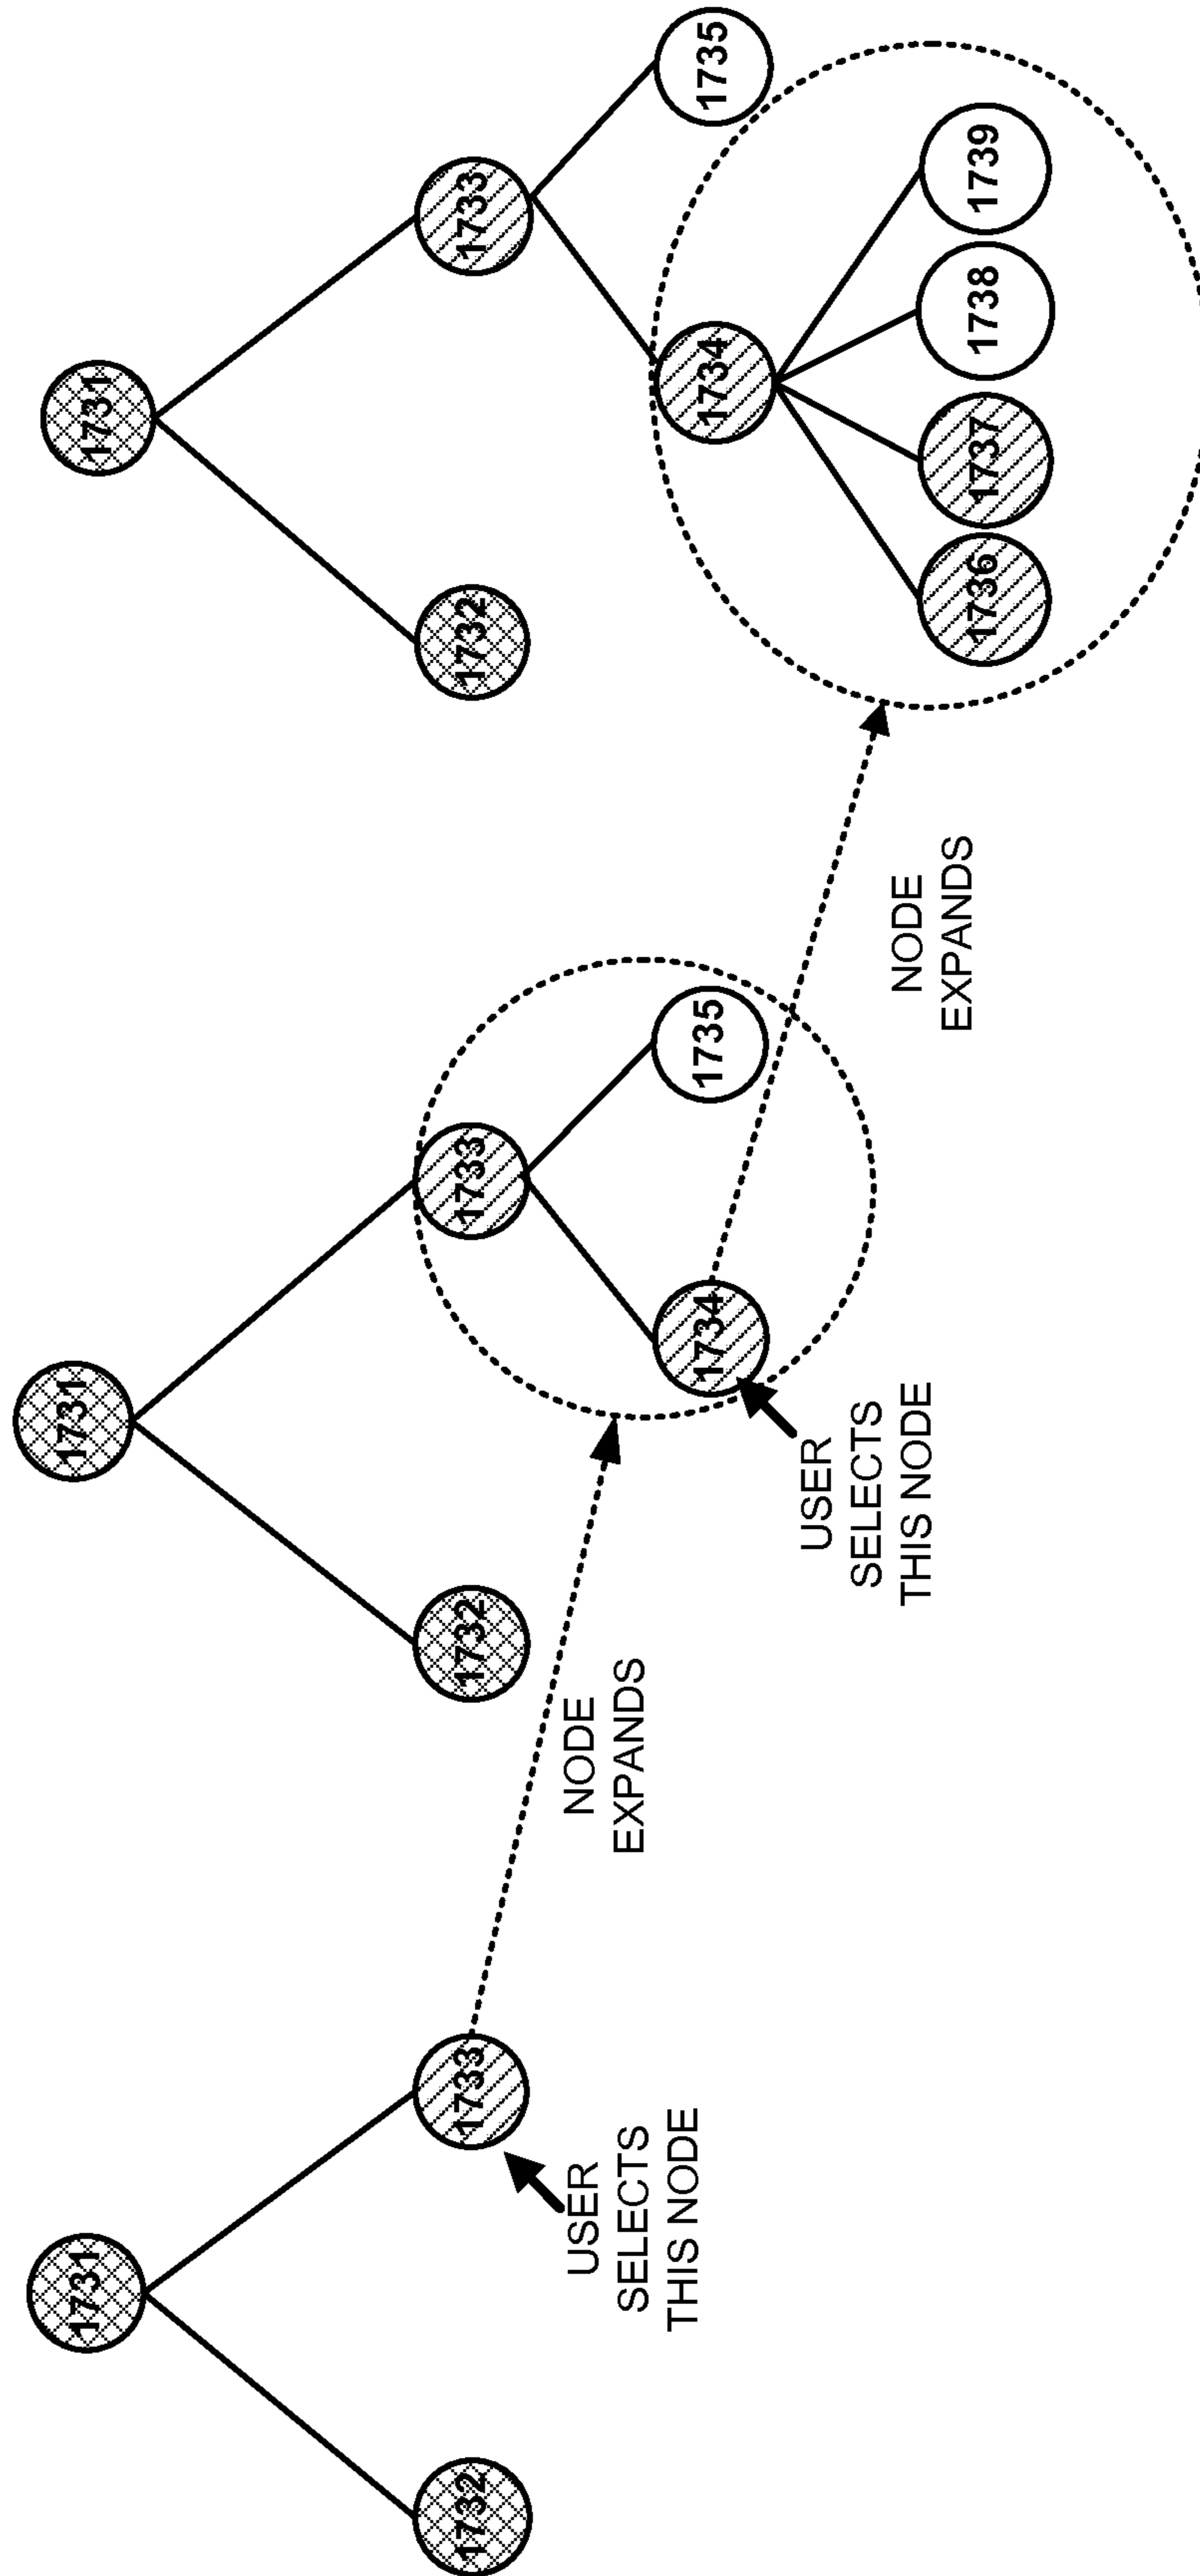 1731
1732
1733
USER
SELECTS
THIS NODE
NODE
EXPANDS
1731
1732
1733
1734
1735
USER
SELECTS
THIS NODE
NODE
EXPANDS
1731
1732
1733
1734
1735
1736
1737
1738
1739